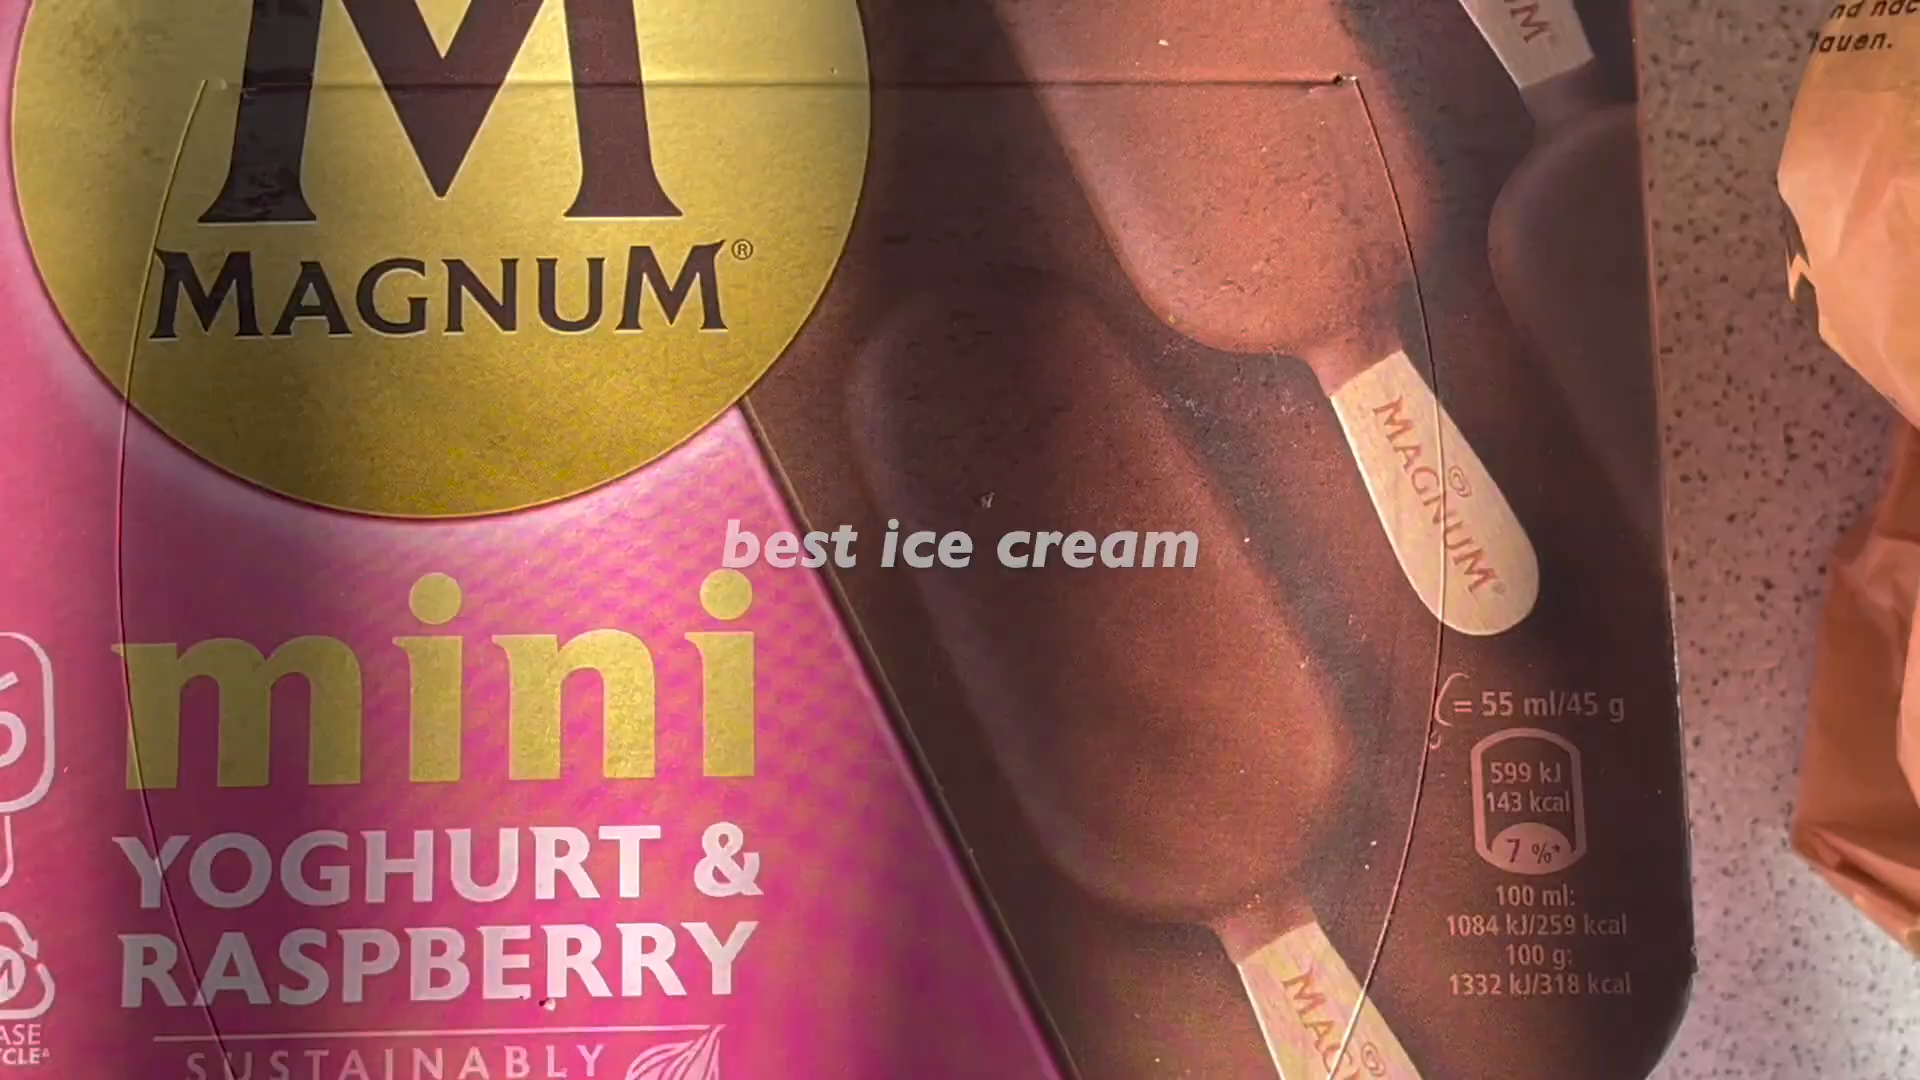 M
MAGNUM®
best ice cream
mini
YOGHURT &
RASPBERRY
SUSTAINABLY
MAGNUM®
= 55 ml/45 g
599 kJ
143 kcal
7 %*
100 ml:
1084 kJ/259 kcal
100 g:
1332 kJ/318 kcal